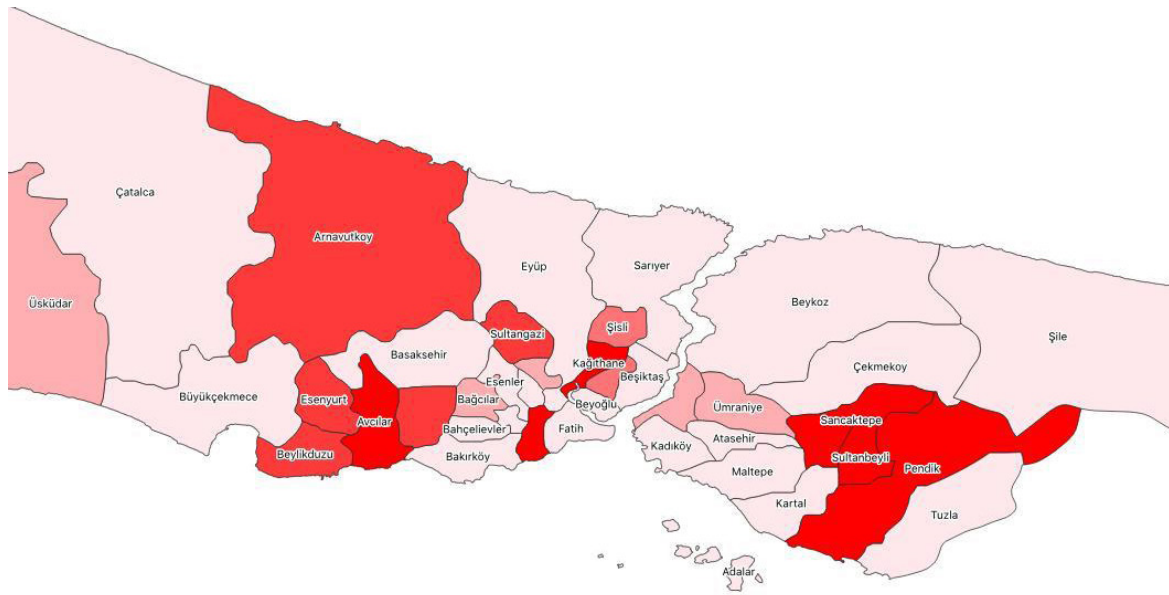 Çatalca
Arnavutkoy
Eyüp
Sarıyer
Üsküdar
Beykoz
Şile
Sultangazi
Şisli
Basaksehir
Kağıthane
Çekmekoy
Esenler
Beşiktaş
Büyükçekmece
Esenyurt
Bağcılar
Beyoğlu
Ümraniye
Avcılar
Sancaktepe
Bahçelievler
Fatih
Kadıköy
Atasehir
Beylikduzu
Bakırköy
Sultanbeyli
Maltepe
Pendik
Kartal
Tuzla
Adalar